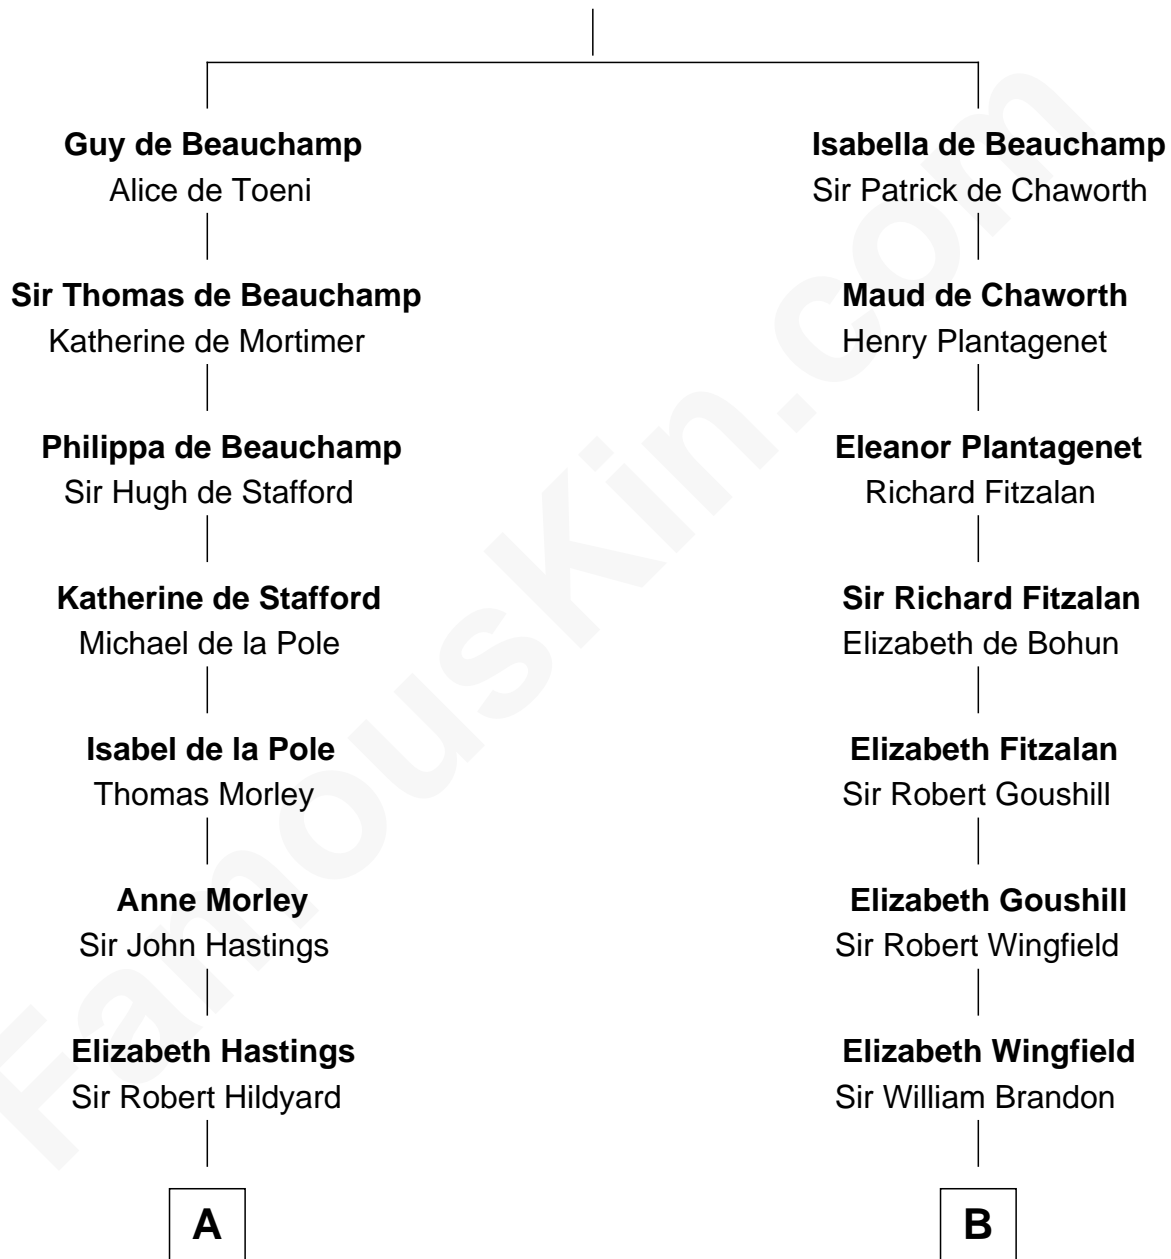 Guy de Beauchamp
Alice de Toeni
Sir Thomas de Beauchamp
Katherine de Mortimer
Philippa de Beauchamp
Sir Hugh de Stafford
Katherine de Stafford
Michael de la Pole
Isabel de la Pole
Thomas Morley
Anne Morley
Sir John Hastings
Elizabeth Hastings
Sir Robert Hildyard
A
Isabella de Beauchamp
Sir Patrick de Chaworth
Maud de Chaworth
Henry Plantagenet
Eleanor Plantagenet
Richard Fitzalan
Sir Richard Fitzalan
Elizabeth de Bohun
Elizabeth Fitzalan
Sir Robert Goushill
Elizabeth Goushill
Sir Robert Wingfield
Elizabeth Wingfield
Sir William Brandon
B
FamousKin.com